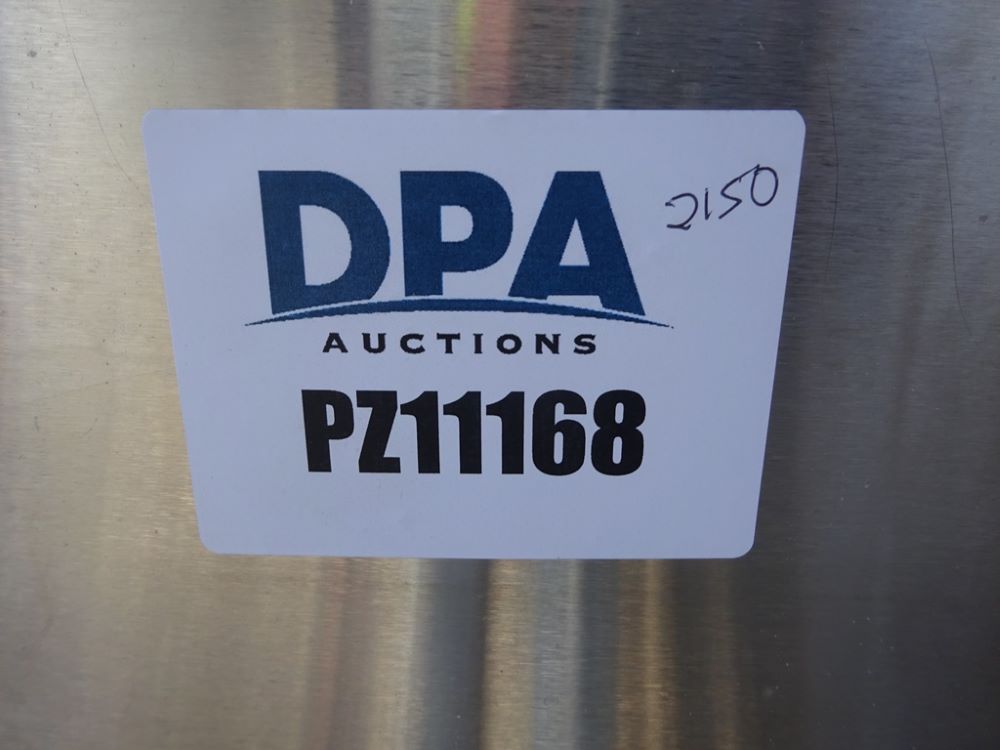 DPA
2150
AUCTIONS
PZ11168